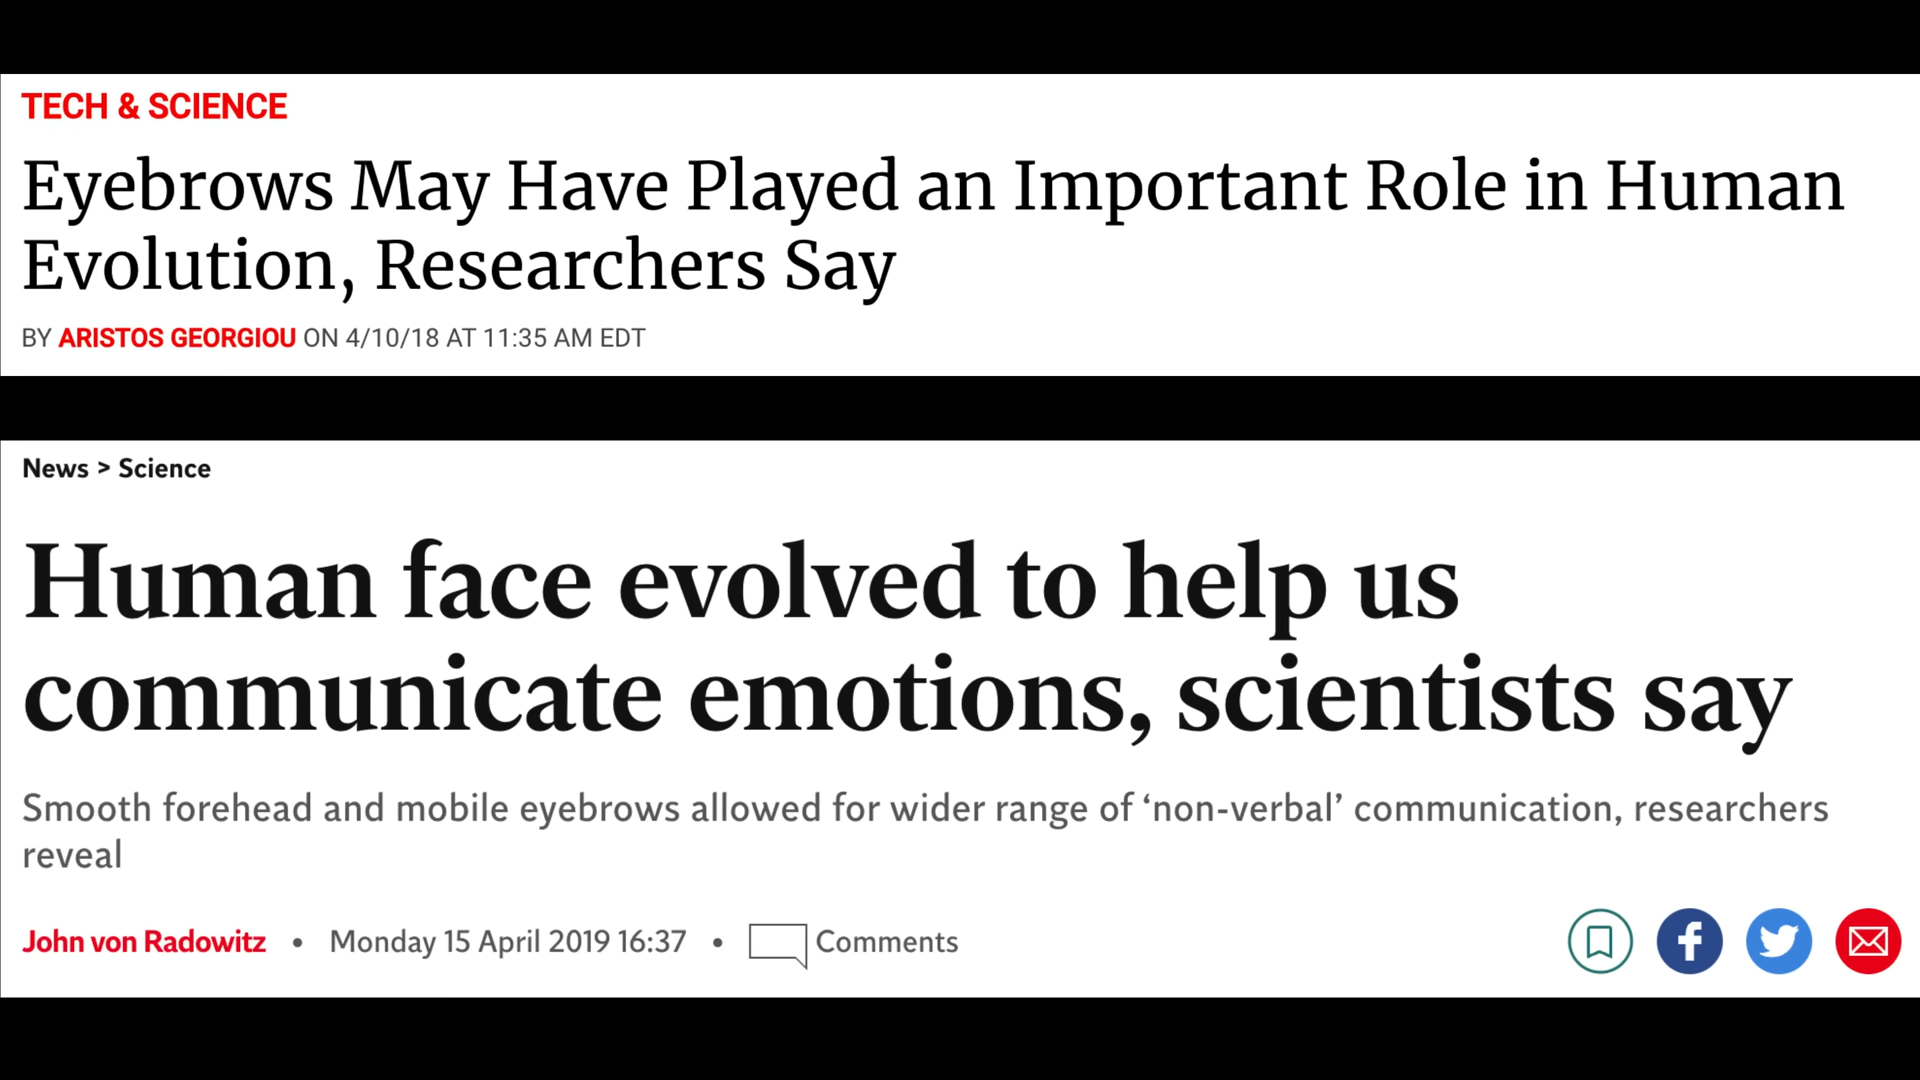 TECH & SCIENCE
Eyebrows May Have Played an Important Role in Human
Evolution, Researchers Say
BY ARISTOS GEORGIOU ON 4/10/18 AT 11:35 AM EDT
News > Science
Human face evolved to help us
communicate emotions, scientists say
Smooth forehead and mobile eyebrows allowed for wider range of ‘non-verbal’ communication, researchers
reveal
John von Radowitz • Monday 15 April 2019 16:37 • Comments